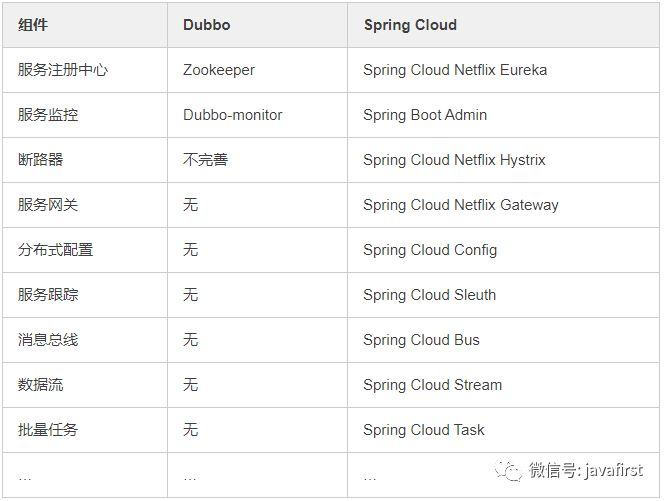 组件 Dubbo Spring Cloud
服务注册中心 Zookeeper Spring Cloud Netflix Eureka
服务监控 Dubbo-monitor Spring Boot Admin
断路器 不完善 Spring Cloud Netflix Hystrix
服务网关 无 Spring Cloud Netflix Gateway
分布式配置 无 Spring Cloud Config
服务跟踪 无 Spring Cloud Sleuth
消息总线 无 Spring Cloud Bus
数据流 无 Spring Cloud Stream
批量任务 无 Spring Cloud Task
… … …
微信号: javafirst